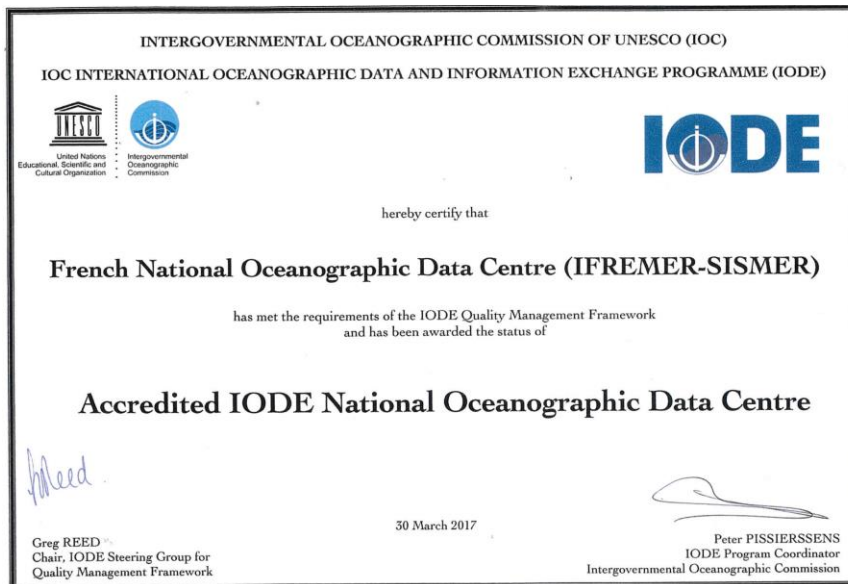 INTERGOVERNMENTAL OCEANOGRAPHIC COMMISSION OF UNESCO (IOC)
IOC INTERNATIONAL OCEANOGRAPHIC DATA AND INFORMATION EXCHANGE PROGRAMME (IODE)
UNESCO
United Nations
Educational, Scientific and
Cultural Organization
Intergovernmental
Oceanographic
Commission
IODE
hereby certify that
French National Oceanographic Data Centre (IFREMER-SISMER)
has met the requirements of the IODE Quality Management Framework
and has been awarded the status of
Accredited IODE National Oceanographic Data Centre
GReed
30 March 2017
Greg REED
Chair, IODE Steering Group for
Quality Management Framework
Peter PISSIERSSENS
IODE Program Coordinator
Intergovernmental Oceanographic Commission